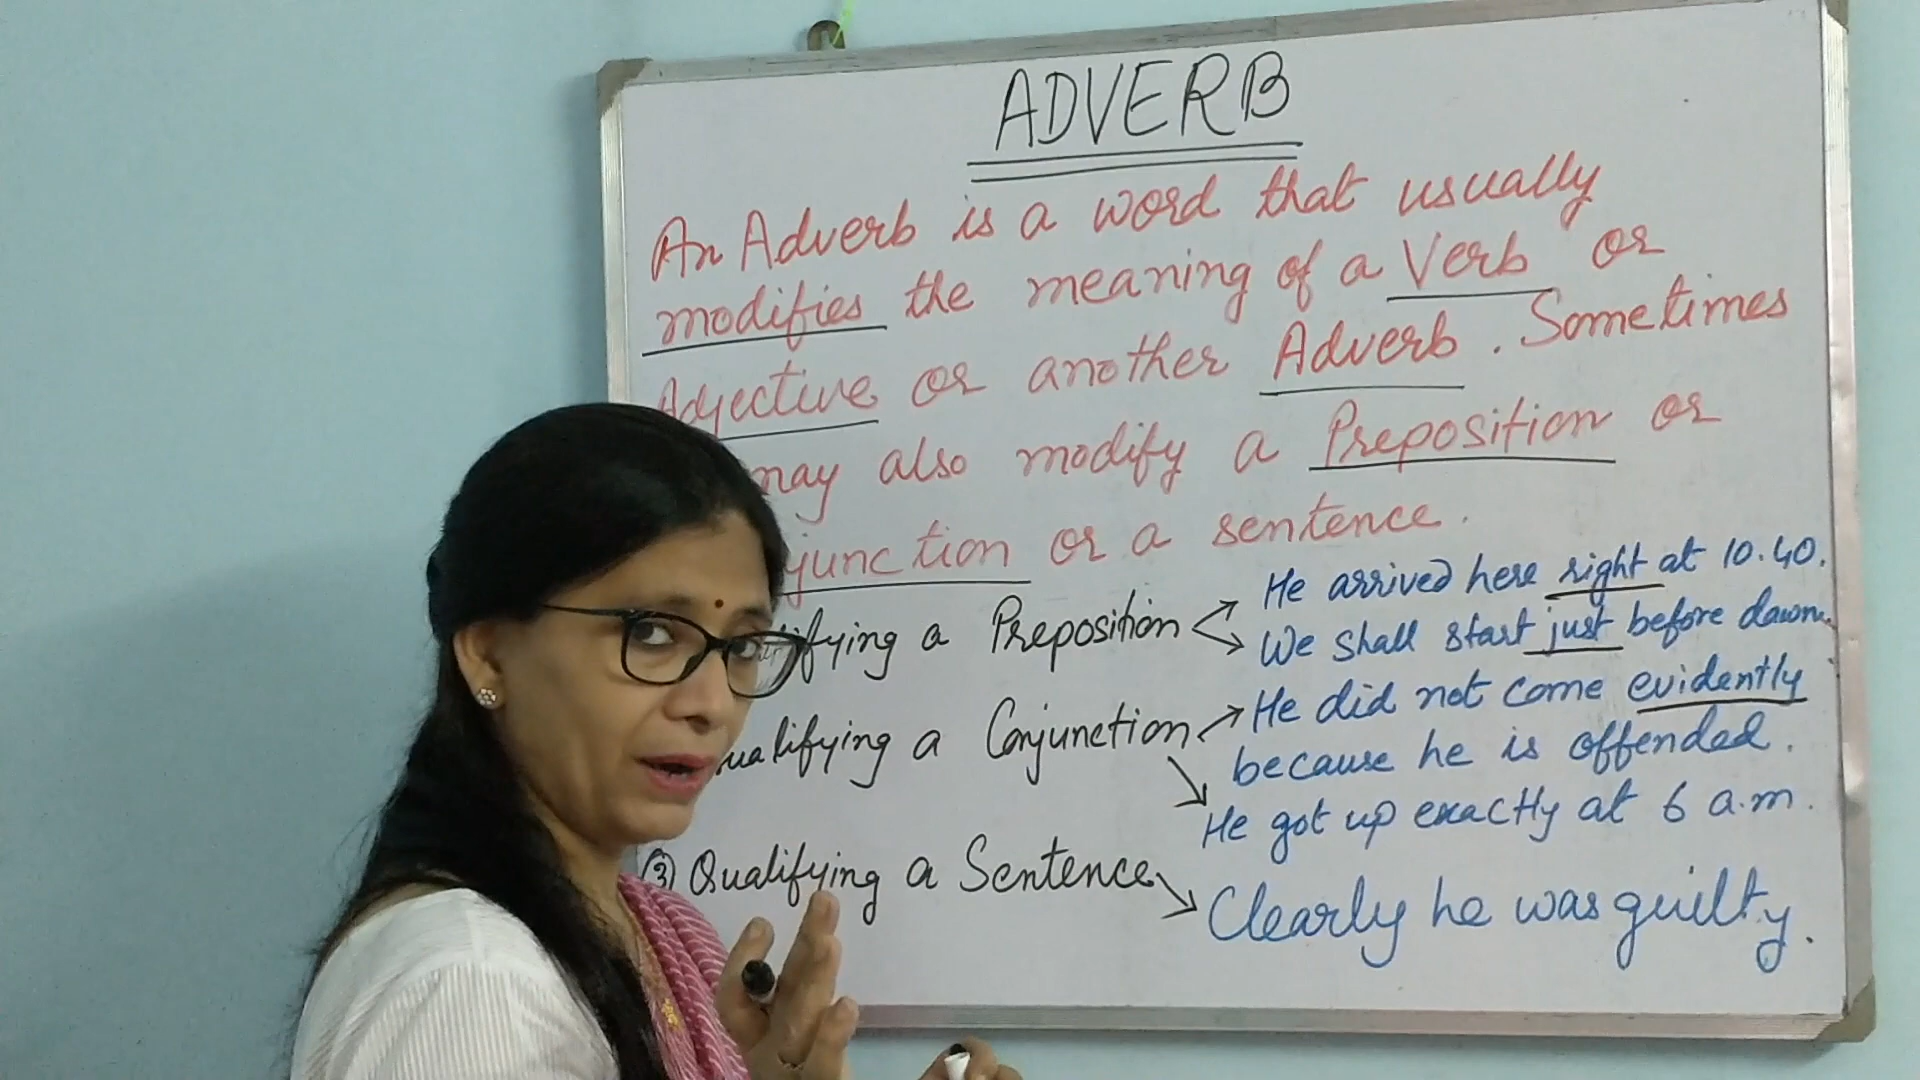 ADVERB
An Adverb is a word that usually
modifies the meaning of a Verb or
Adjective or another Adverb. Sometimes
may also modify a Preposition or
junction or a sentence.
ifying a Preposition
He arrived here right at 10.40.
We shall start just before dawn.
ualifying a Conjunction
He did not come evidently
because he is offended.
He got up exactly at 6 a.m.
③ Qualifying a Sentence
Clearly he was guilty.